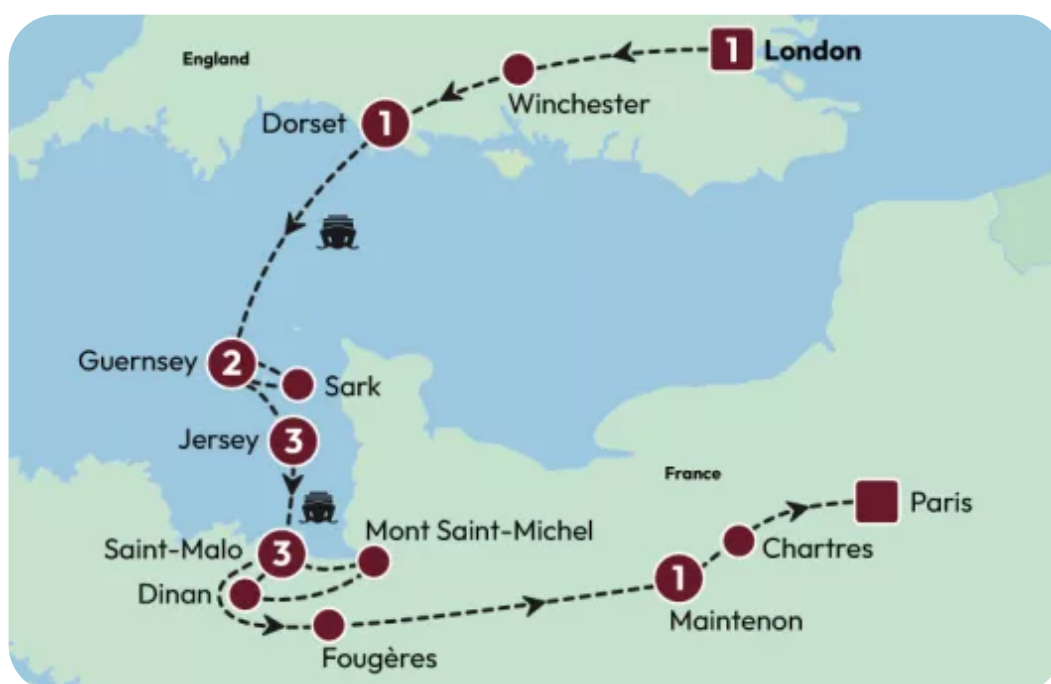 England
1 London
Winchester
Dorset 1
Guernsey 2
Sark
Jersey 3
France
Paris
Mont Saint-Michel
Saint-Malo 3
Chartres
Dinan
1
Maintenon
Fougères